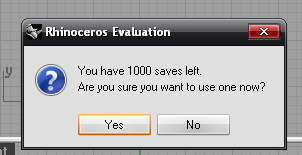 Rhinoceros Evaluation
y
You have 1000 saves left.
Are you sure you want to use one now?
Yes
No